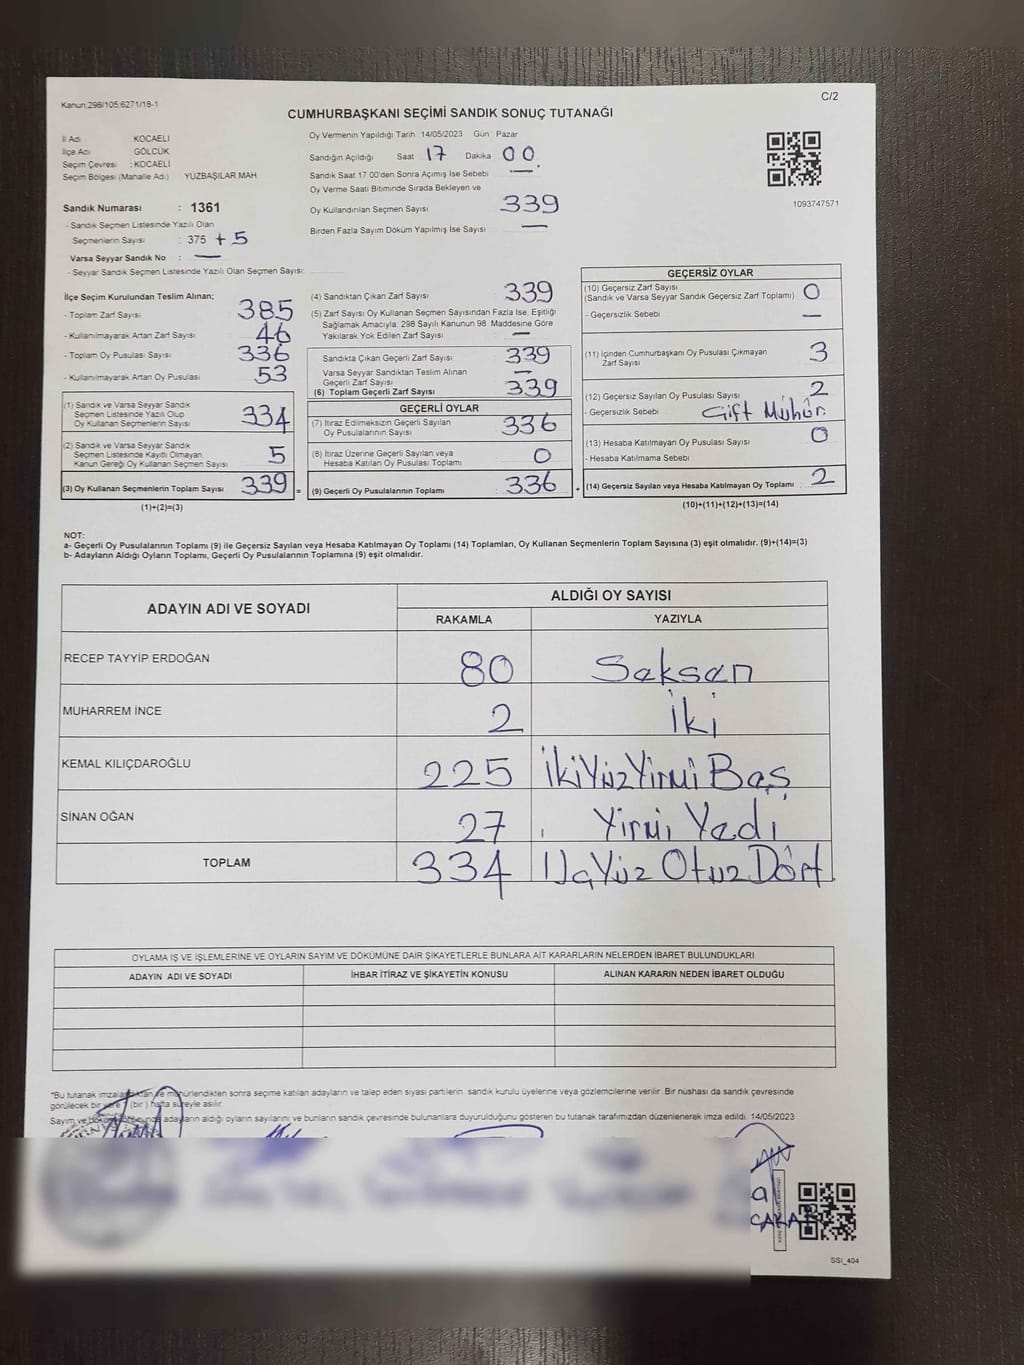 Kanun:298/105;6271/18-1
C/2
CUMHURBAŞKANI SEÇİMİ SANDIK SONUÇ TUTANAĞI
İl Adı KOCAELİ
İlçe Adı GÖLCÜK
Seçim Çevresi : KOCAELİ
Seçim Bölgesi (Mahalle Adı) YÜZBAŞILAR MAH
Sandık Numarası : 1361
- Sandık Seçmen Listesinde Yazılı Olan
Seçmenlerin Sayısı : 375 + 5
Varsa Seyyar Sandık No : —
- Seyyar Sandık Seçmen Listesinde Yazılı Olan Seçmen Sayısı
Oy Vermenin Yapıldığı Tarih : 14/05/2023 Gün : Pazar
Sandığın Açıldığı Saat 17 Dakika 00
Sandık Saat 17:00'den Sonra Açılmış İse Sebebi —
Oy Verme Saati Bitiminde Sırada Bekleyen ve
Oy Kullandırılan Seçmen Sayısı 339
Birden Fazla Sayım Döküm Yapılmış İse Sayısı —
1093747571
İlçe Seçim Kurulundan Teslim Alınan;
- Toplam Zarf Sayısı 385
- Kullanılmayarak Artan Zarf Sayısı 46
- Toplam Oy Pusulası Sayısı 336
- Kullanılmayarak Artan Oy Pusulası 53
(1) Sandık ve Varsa Seyyar Sandık
Seçmen Listesinde Yazılı Olup
Oy Kullanan Seçmenlerin Sayısı 334
(2) Sandık ve Varsa Seyyar Sandık
Seçmen Listesinde Kayıtlı Olmayan
Kanun Gereği Oy Kullanan Seçmen Sayısı 5
(3) Oy Kullanan Seçmenlerin Toplam Sayısı 339 =
(1)+(2)=(3)
(4) Sandıktan Çıkan Zarf Sayısı 339
(5) Zarf Sayısı Oy Kullanan Seçmen Sayısından Fazla İse, Eşitliği
Sağlamak Amacıyla; 298 Sayılı Kanunun 98. Maddesine Göre
Yakılarak Yok Edilen Zarf Sayısı —
Sandıkta Çıkan Geçerli Zarf Sayısı 339
Varsa Seyyar Sandıktan Teslim Alınan
Geçerli Zarf Sayısı —
(6) Toplam Geçerli Zarf Sayısı 339
GEÇERLİ OYLAR
(7) İtiraz Edilmeksizin Geçerli Sayılan
Oy Pusulalarının Sayısı 336
(8) İtiraz Üzerine Geçerli Sayılan veya
Hesaba Katılan Oy Pusulası Toplamı 0
(9) Geçerli Oy Pusulalarının Toplamı 336 +
GEÇERSİZ OYLAR
(10) Geçersiz Zarf Sayısı
(Sandık ve Varsa Seyyar Sandık Geçersiz Zarf Toplamı) 0
- Geçersizlik Sebebi —
(11) İçinden Cumhurbaşkanı Oy Pusulası Çıkmayan
Zarf Sayısı 3
(12) Geçersiz Sayılan Oy Pusulası Sayısı 2
- Geçersizlik Sebebi Çift Mühür.
(13) Hesaba Katılmayan Oy Pusulası Sayısı 0
- Hesaba Katılmama Sebebi
(14) Geçersiz Sayılan veya Hesaba Katılmayan Oy Toplamı 2
(10)+(11)+(12)+(13)=(14)
NOT:
a- Geçerli Oy Pusulalarının Toplamı (9) ile Geçersiz Sayılan veya Hesaba Katılmayan Oy Toplamı (14) Toplamları, Oy Kullanan Seçmenlerin Toplam Sayısına (3) eşit olmalıdır. (9)+(14)=(3)
b- Adayların Aldığı Oyların Toplamı, Geçerli Oy Pusulalarının Toplamına (9) eşit olmalıdır.
ADAYIN ADI VE SOYADI
ALDIĞI OY SAYISI
RAKAMLA YAZIYLA
RECEP TAYYİP ERDOĞAN 80 Seksen
MUHARREM İNCE 2 İki
KEMAL KILIÇDAROĞLU 225 İkiYüzYirmi Beş
SİNAN OĞAN 27 Yirmi Yedi
TOPLAM 334 ÜçYüz OtuzDört
OYLAMA İŞ VE İŞLEMLERİNE VE OYLARIN SAYIM VE DÖKÜMÜNE DAİR ŞİKAYETLERLE BUNLARA AİT KARARLARIN NELERDEN İBARET BULUNDUKLARI
ADAYIN ADI VE SOYADI İHBAR İTİRAZ VE ŞİKAYETİN KONUSU ALINAN KARARIN NEDEN İBARET OLDUĞU
*Bu tutanak imzalandıktan ve mühürlendikten sonra seçime katılan adayların ve talep eden siyasi partilerin sandık kurulu üyelerine veya gözlemcilerine verilir. Bir nüshası da sandık çevresinde
görülecek bir yere 1 (bir) hafta süreyle asılır.
Sayım ve dökümü adayların aldığı oyların sayılarını ve bunların sandık çevresinde bulunanlara duyurulduğunu gösteren bu tutanak tarafımızdan düzenlenerek imza edildi. 14/05/2023
SSI_404